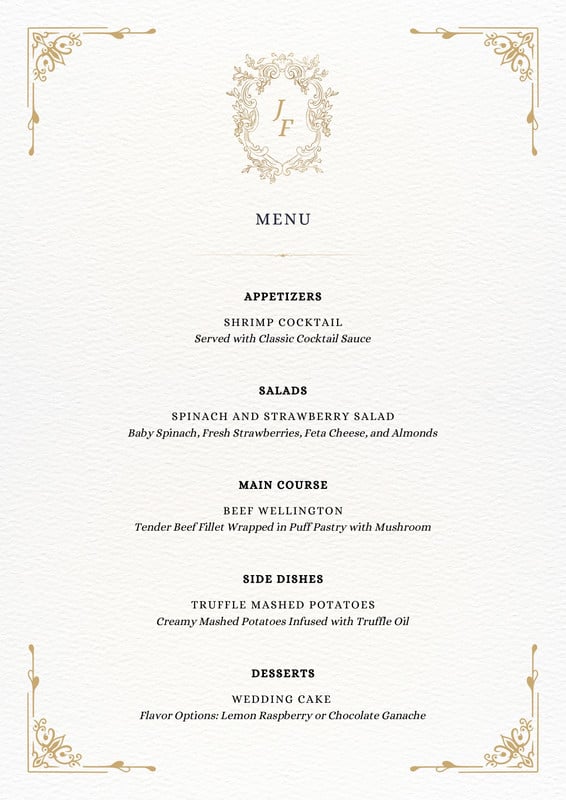 J
F
MENU
APPETIZERS
SHRIMP COCKTAIL
Served with Classic Cocktail Sauce
SALADS
SPINACH AND STRAWBERRY SALAD
Baby Spinach, Fresh Strawberries, Feta Cheese, and Almonds
MAIN COURSE
BEEF WELLINGTON
Tender Beef Fillet Wrapped in Puff Pastry with Mushroom
SIDE DISHES
TRUFFLE MASHED POTATOES
Creamy Mashed Potatoes Infused with Truffle Oil
DESSERTS
WEDDING CAKE
Flavor Options: Lemon Raspberry or Chocolate Ganache